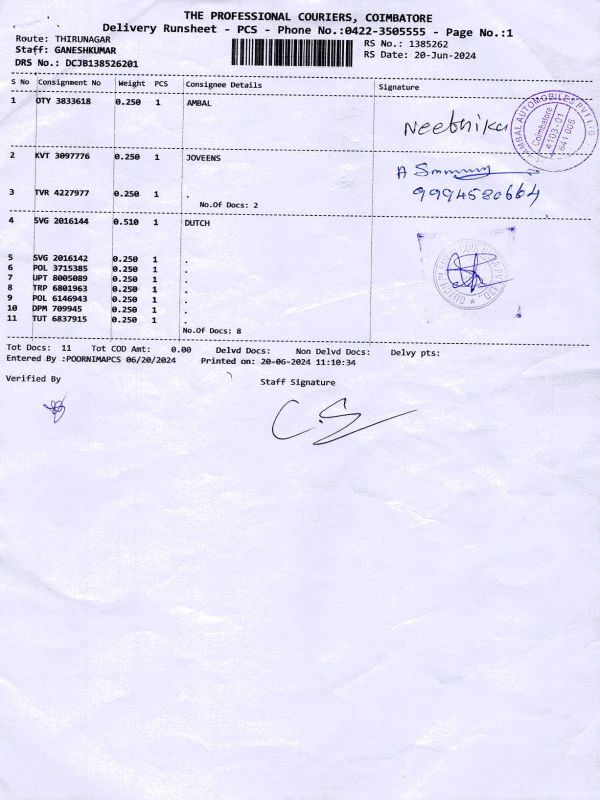 THE PROFESSIONAL COURIERS, COIMBATORE
Delivery Runsheet - PCS - Phone No.:0422-3505555 - Page No.:1
Route: THIRUNAGAR
RS No.: 1385262
Staff: GANESHKUMAR
RS Date: 20-Jun-2024
DRS No.: DCJB138526201
S No Consignment No Weight PCS Consignee Details Signature
1 OTY 3833618 0.250 1 AMBAL
Neethika
AMBAL AUTOMOBILES PVT LTD
Coimbatore
641 005
2 KVT 3097776 0.250 1 JOVEENS
9994580664
3 TVR 4227977 0.250 1 .
No.Of Docs: 2
4 SVG 2016144 0.510 1 DUTCH
5 SVG 2016142 0.250 1 .
6 POL 3715385 0.250 1 .
7 UPT 8005089 0.250 1 .
8 TRP 6801963 0.250 1 .
9 POL 6146943 0.250 1 .
10 DPM 709945 0.250 1 .
11 TUT 6837915 0.250 1 .
No.Of Docs: 8
Tot Docs: 11 Tot COD Amt: 0.00 Delvd Docs: Non Delvd Docs: Delvy pts:
Entered By :POORNIMAPCS 06/20/2024 Printed on: 20-06-2024 11:10:34
Verified By
Staff Signature
C.S